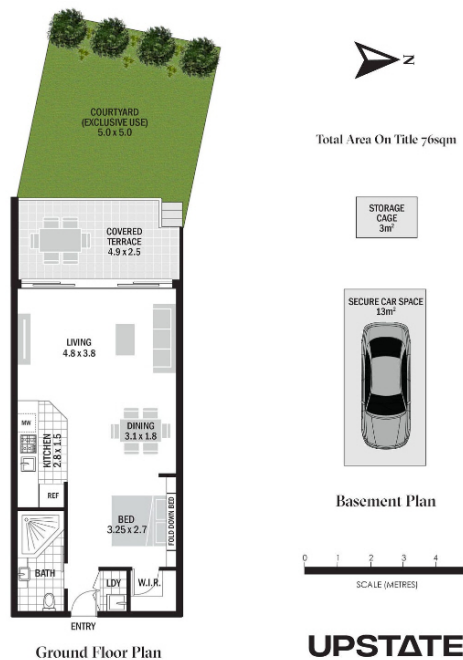 COURTYARD
(EXCLUSIVE USE)
5.0 x 5.0
COVERED
TERRACE
4.9 x 2.5
LIVING
4.8 x 3.8
DINING
3.1 x 1.8
MW
KITCHEN
2.8 x 1.5
REF
BED
3.25 x 2.7
FOLD DOWN BED
BATH
LDY
W.I.R.
ENTRY
Ground Floor Plan
N
Total Area On Title 76sqm
STORAGE
CAGE
3m²
SECURE CAR SPACE
13m²
Basement Plan
0 1 2 3 4
SCALE (METRES)
UPSTATE